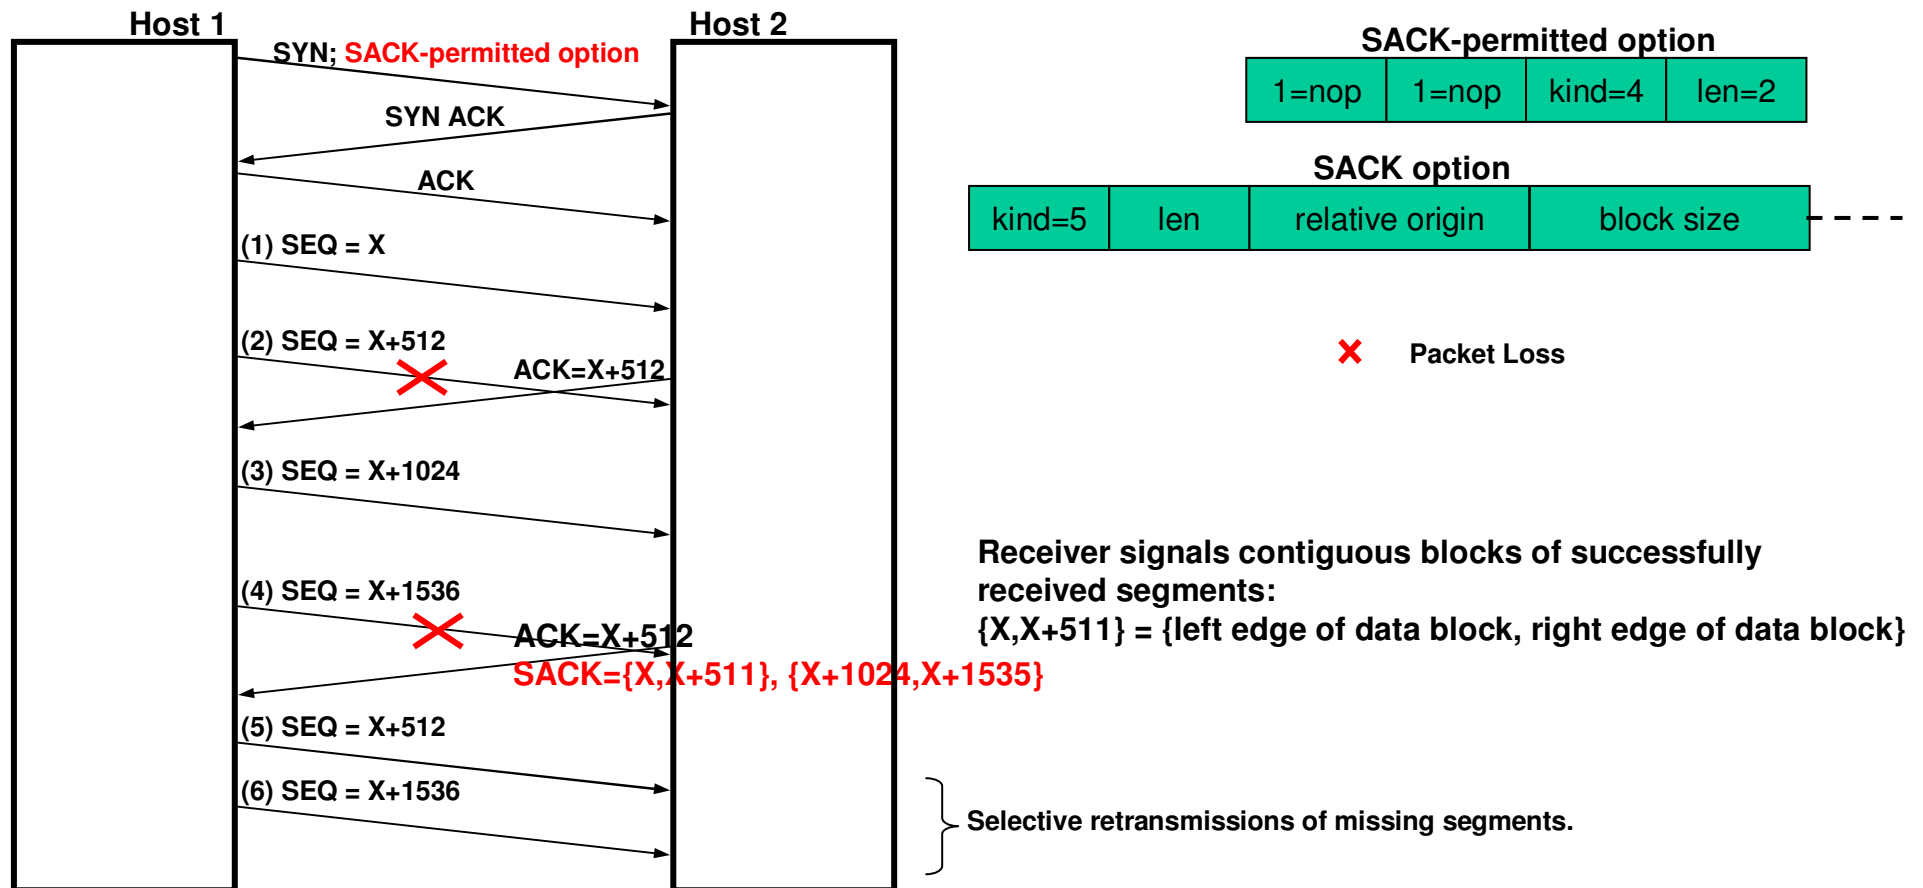 Host 1
Host 2
SYN; SACK-permitted option
SYN ACK
ACK
(1) SEQ = X
(2) SEQ = X+512
ACK=X+512
(3) SEQ = X+1024
(4) SEQ = X+1536
ACK=X+512
SACK={X,X+511}, {X+1024,X+1535}
(5) SEQ = X+512
(6) SEQ = X+1536
SACK-permitted option
1=nop 1=nop kind=4 len=2
SACK option
kind=5 len relative origin block size
Packet Loss
Receiver signals contiguous blocks of successfully
received segments:
{X,X+511} = {left edge of data block, right edge of data block}
Selective retransmissions of missing segments.